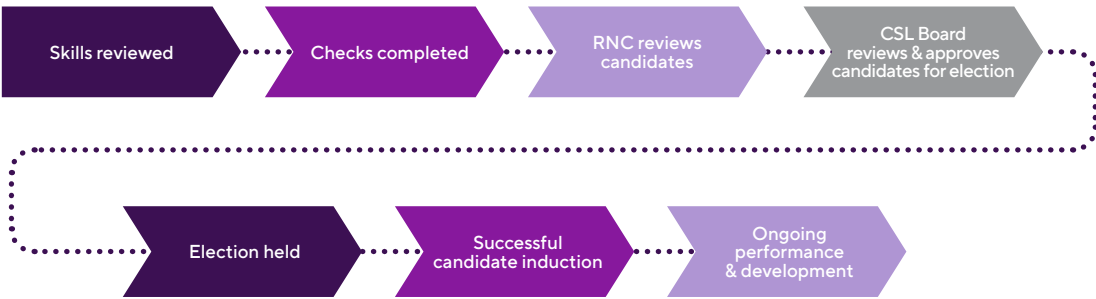 Skills reviewed
Checks completed
RNC reviews
candidates
CSL Board
reviews & approves
candidates for election
Election held
Successful
candidate induction
Ongoing
performance
& development